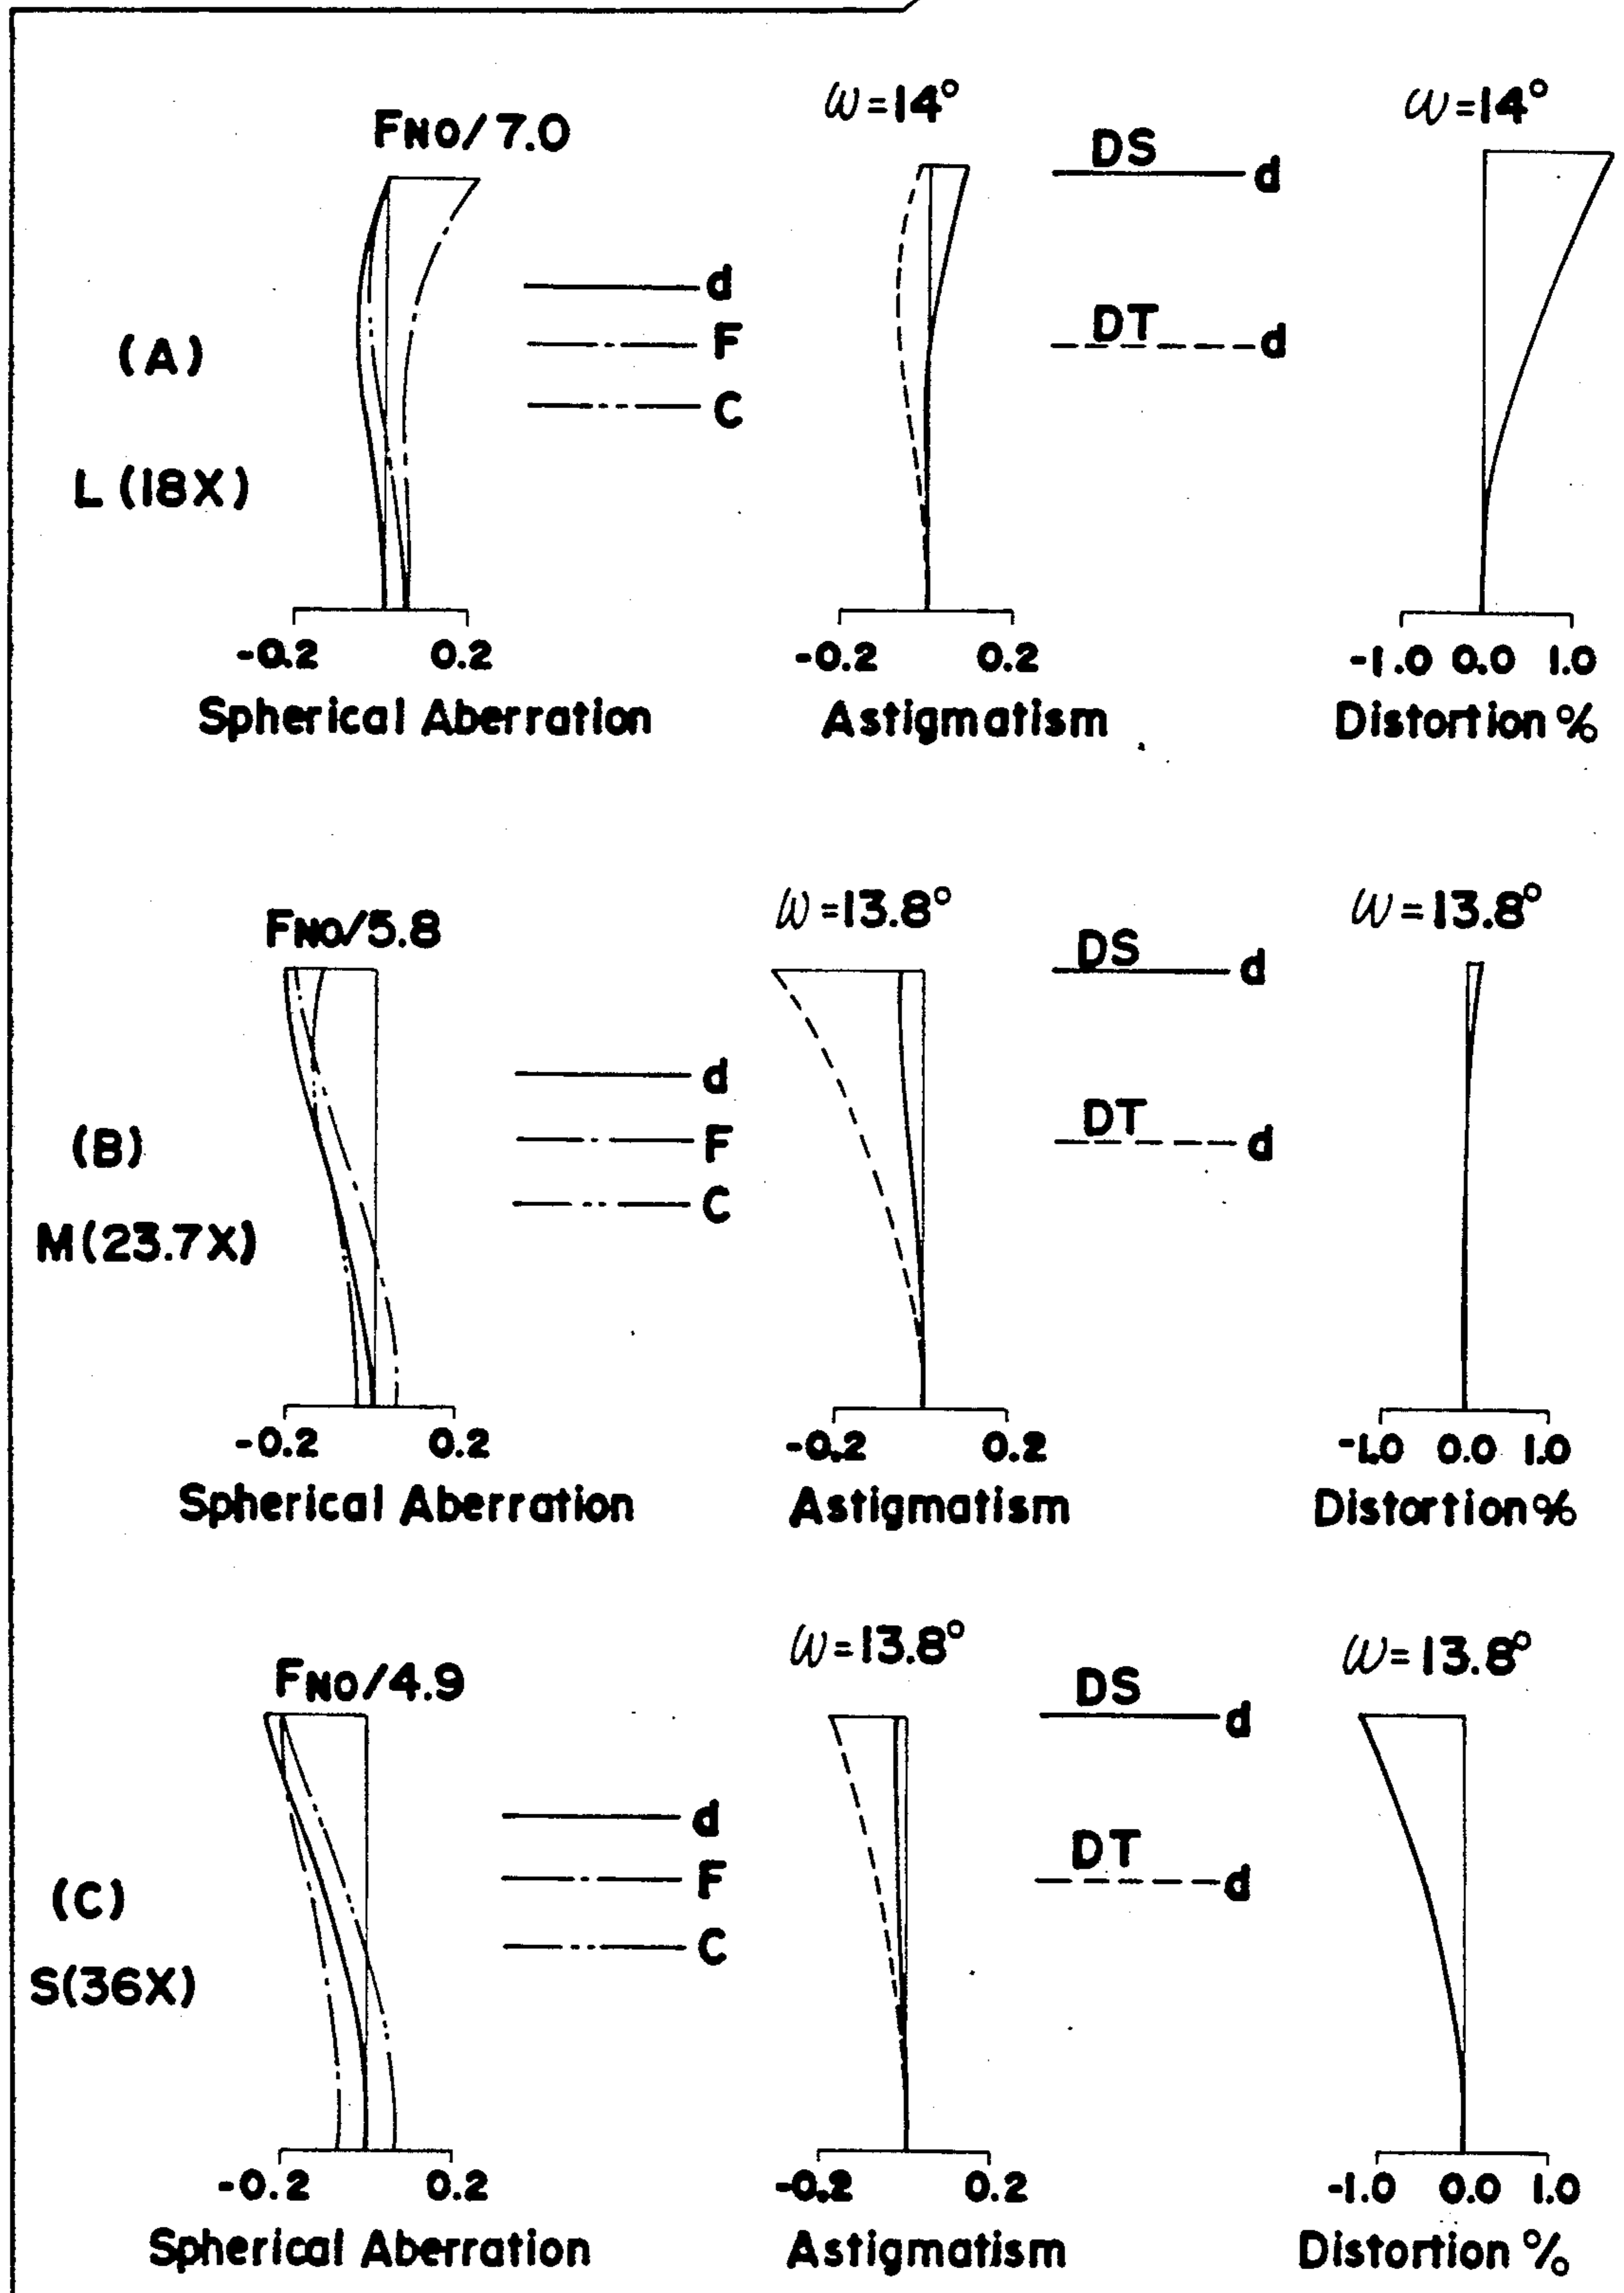 FNO/7.0
ω=14°
ω=14°
DS
d
d
F
C
DT
d
(A)
L (18X)
-0.2 0.2
-0.2 0.2
-1.0 0.0 1.0
Spherical Aberration
Astigmatism
Distortion %
FNO/5.8
ω=13.8°
ω=13.8°
DS
d
d
F
C
DT
d
(B)
M(23.7X)
-0.2 0.2
-0.2 0.2
-1.0 0.0 1.0
Spherical Aberration
Astigmatism
Distortion%
FNO/4.9
ω=13.8°
ω=13.8°
DS
d
d
F
C
DT
d
(C)
S(36X)
-0.2 0.2
-0.2 0.2
-1.0 0.0 1.0
Spherical Aberration
Astigmatism
Distortion %